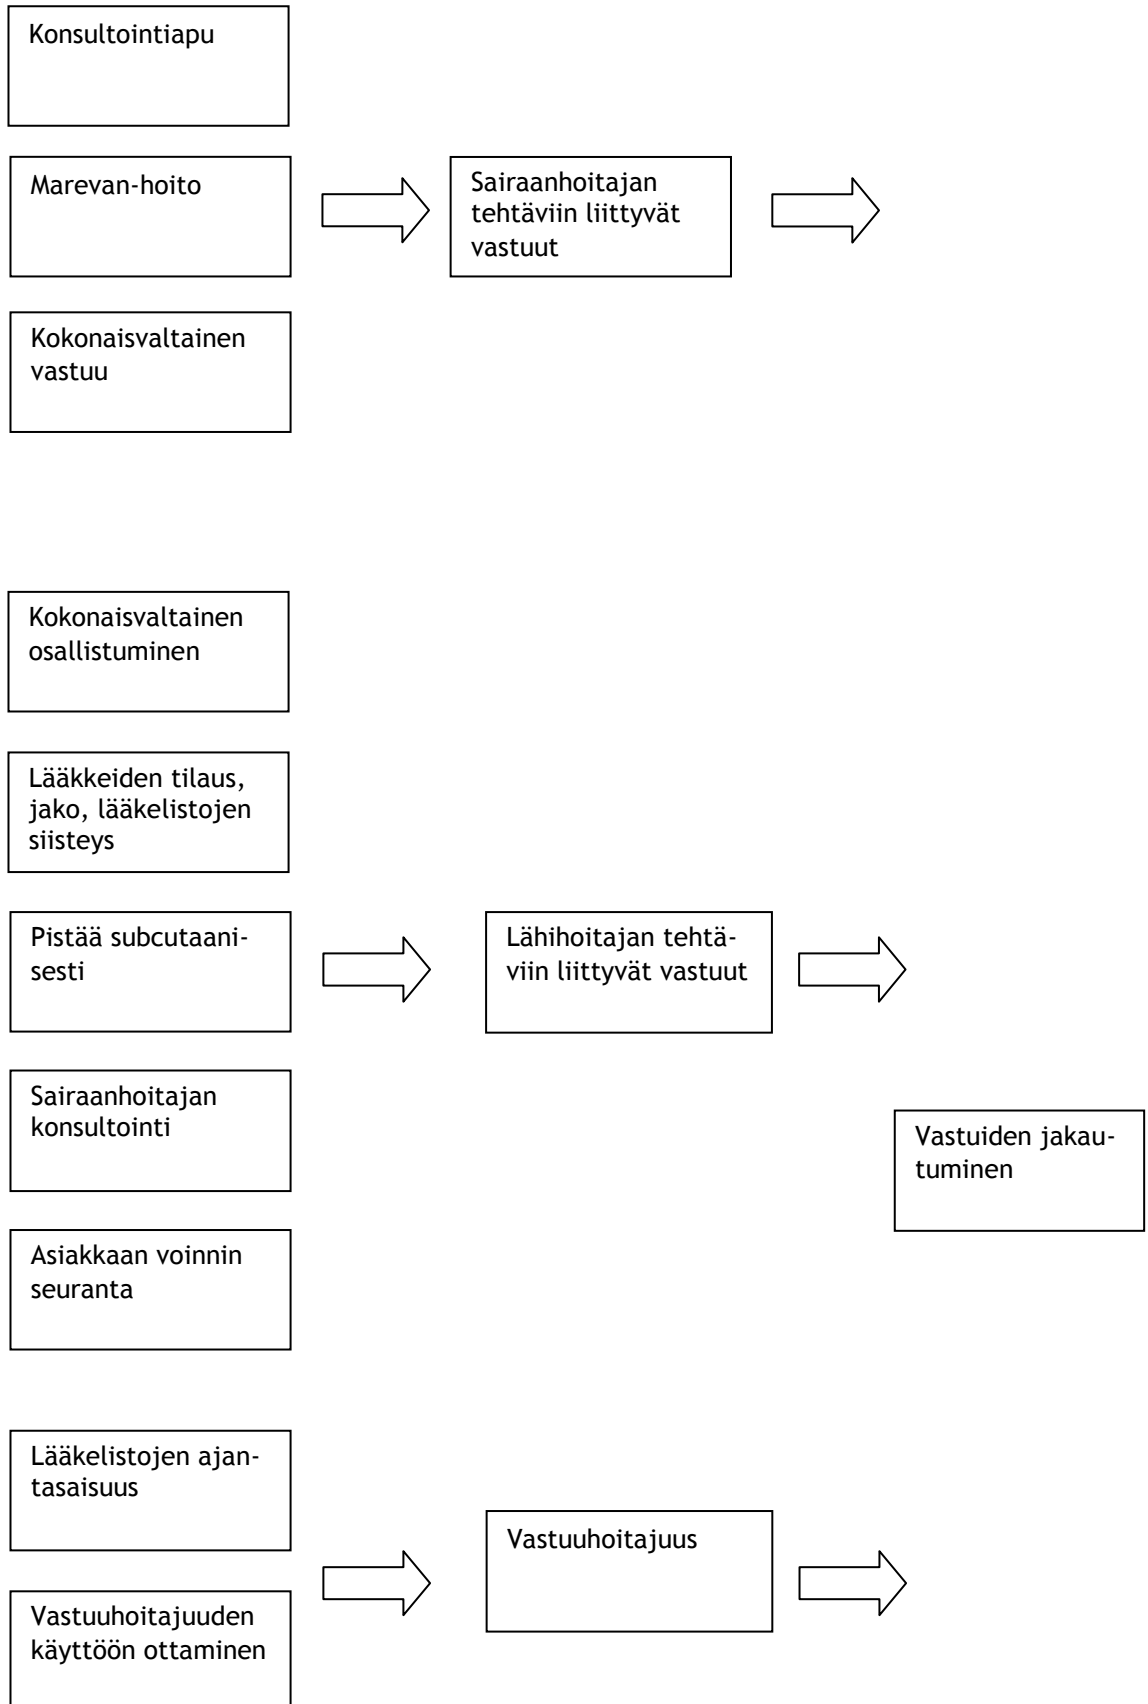 Konsultointiapu
Marevan-hoito
Sairaanhoitajan
tehtäviin liittyvät
vastuut
Kokonaisvaltainen
vastuu
Kokonaisvaltainen
osallistuminen
Lääkkeiden tilaus,
jako, lääkelistojen
siisteys
Pistää subcutaani-
sesti
Lähihoitajan tehtä-
viin liittyvät vastuut
Sairaanhoitajan
konsultointi
Vastuiden jakau-
tuminen
Asiakkaan voinnin
seuranta
Lääkelistojen ajan-
tasaisuus
Vastuuhoitajuus
Vastuuhoitajuuden
käyttöön ottaminen